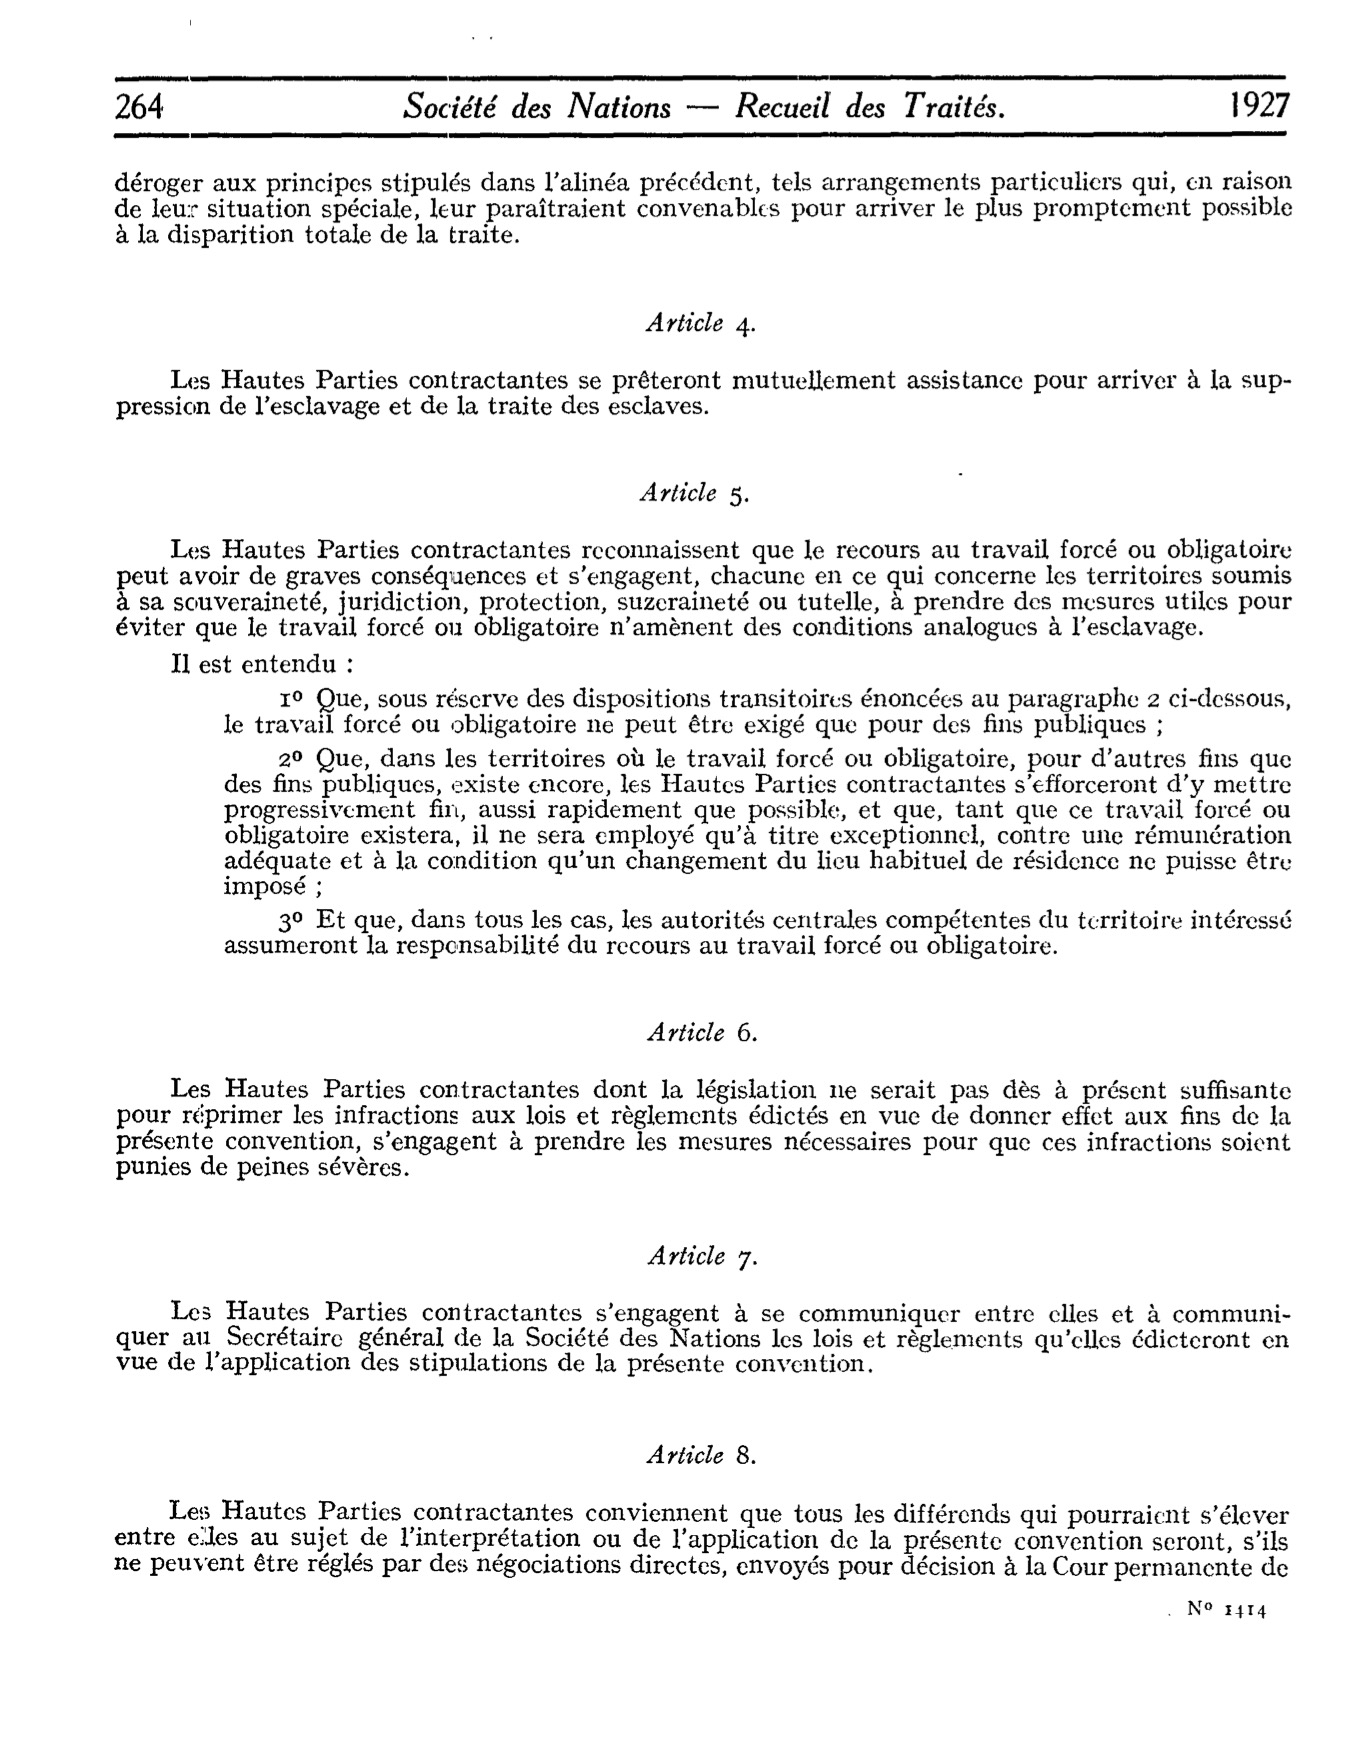 264 Société des Nations — Recueil des Traités. 1927
déroger aux principes stipulés dans l'alinéa précédent, tels arrangements particuliers qui, en raison
de leur situation spéciale, leur paraîtraient convenables pour arriver le plus promptement possible
à la disparition totale de la traite.
Article 4.
Les Hautes Parties contractantes se prêteront mutuellement assistance pour arriver à la sup-
pression de l'esclavage et de la traite des esclaves.
Article 5.
Les Hautes Parties contractantes reconnaissent que le recours au travail forcé ou obligatoire
peut avoir de graves conséquences et s'engagent, chacune en ce qui concerne les territoires soumis
à sa souveraineté, juridiction, protection, suzeraineté ou tutelle, à prendre des mesures utiles pour
éviter que le travail forcé ou obligatoire n'amènent des conditions analogues à l'esclavage.
Il est entendu :
1º Que, sous réserve des dispositions transitoires énoncées au paragraphe 2 ci-dessous,
le travail forcé ou obligatoire ne peut être exigé que pour des fins publiques ;
2º Que, dans les territoires où le travail forcé ou obligatoire, pour d'autres fins que
des fins publiques, existe encore, les Hautes Parties contractantes s'efforceront d'y mettre
progressivement fin, aussi rapidement que possible, et que, tant que ce travail forcé ou
obligatoire existera, il ne sera employé qu'à titre exceptionnel, contre une rémunération
adéquate et à la condition qu'un changement du lieu habituel de résidence ne puisse être
imposé ;
3º Et que, dans tous les cas, les autorités centrales compétentes du territoire intéressé
assumeront la responsabilité du recours au travail forcé ou obligatoire.
Article 6.
Les Hautes Parties contractantes dont la législation ne serait pas dès à présent suffisante
pour réprimer les infractions aux lois et règlements édictés en vue de donner effet aux fins de la
présente convention, s'engagent à prendre les mesures nécessaires pour que ces infractions soient
punies de peines sévères.
Article 7.
Les Hautes Parties contractantes s'engagent à se communiquer entre elles et à communi-
quer au Secrétaire général de la Société des Nations les lois et règlements qu'elles édicteront en
vue de l'application des stipulations de la présente convention.
Article 8.
Les Hautes Parties contractantes conviennent que tous les différends qui pourraient s'élever
entre elles au sujet de l'interprétation ou de l'application de la présente convention seront, s'ils
ne peuvent être réglés par des négociations directes, envoyés pour décision à la Cour permanente de
Nº 1414